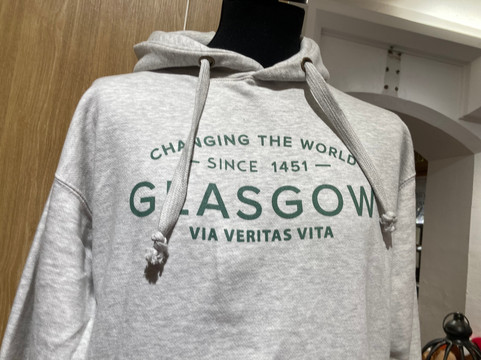 CHANGING THE WORLD
— SINCE 1451 —
GLASGOW
VIA VERITAS VITA